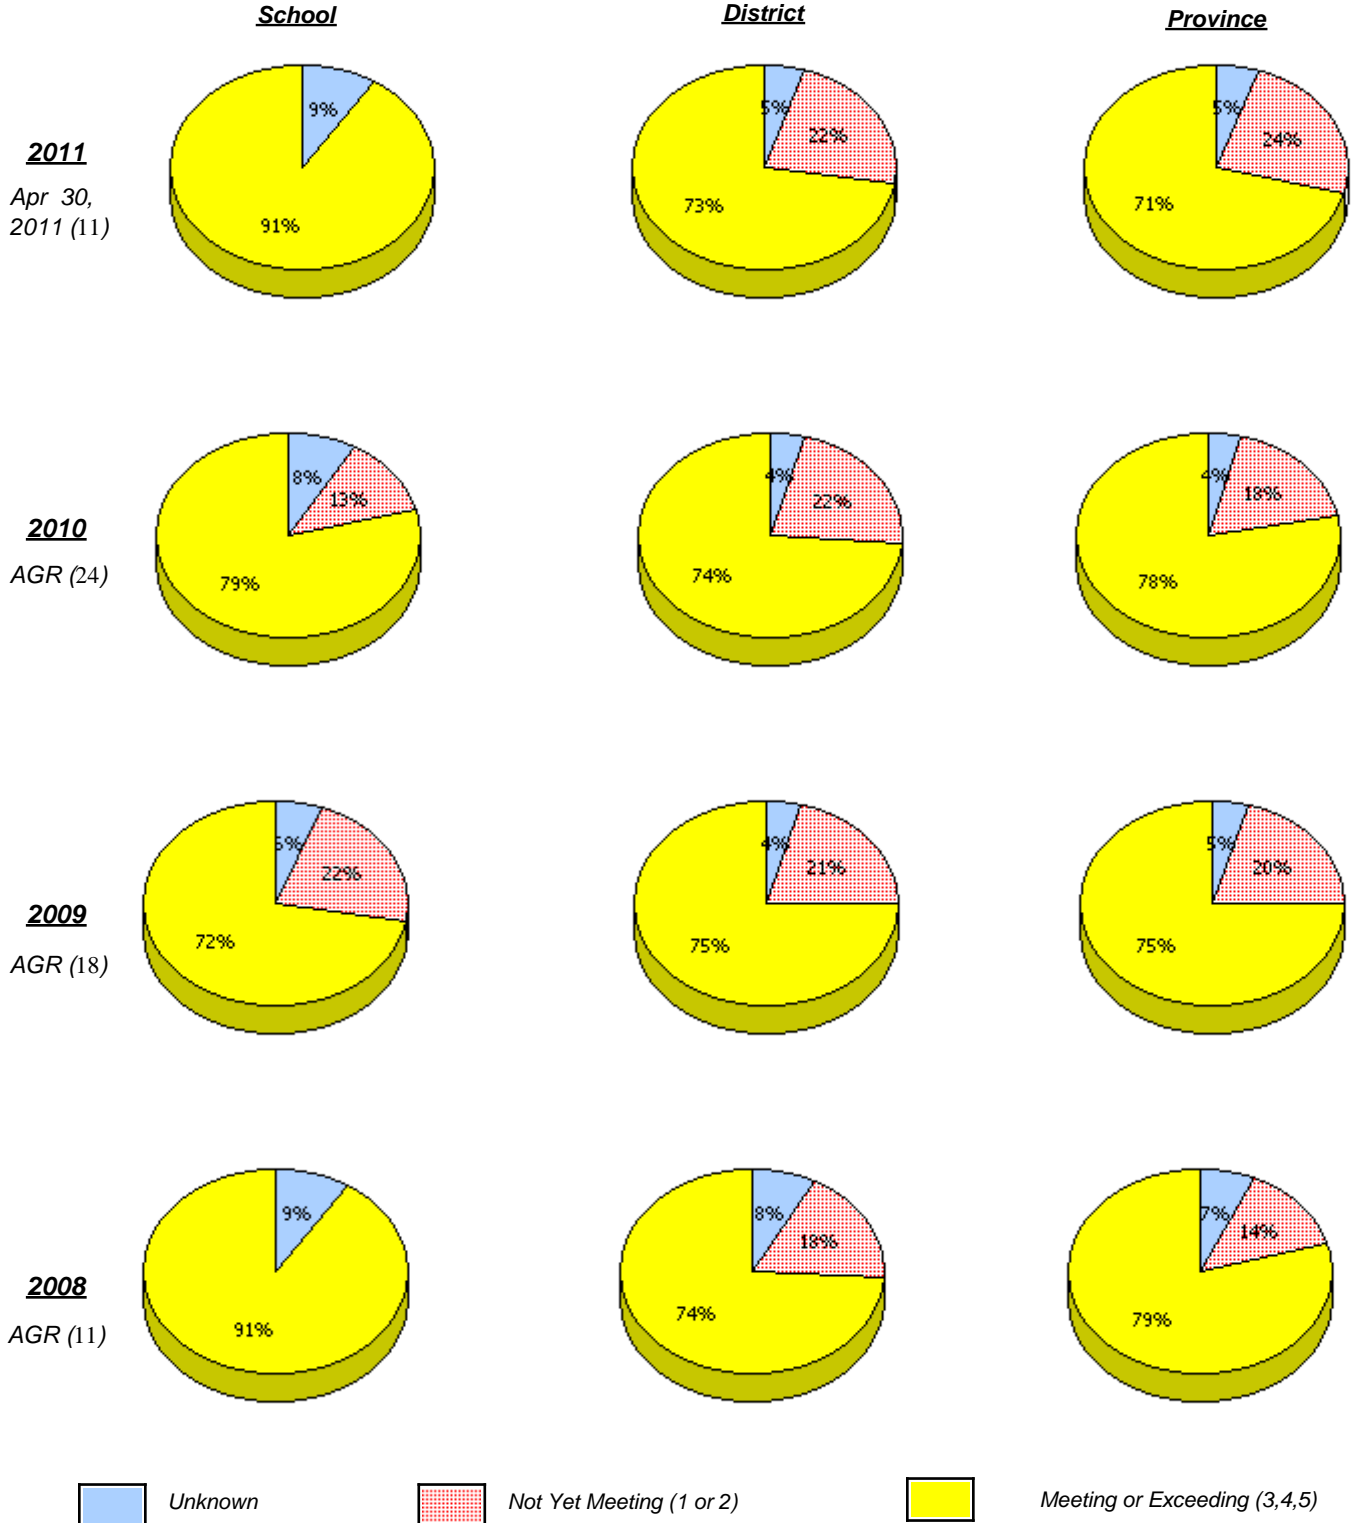 School District Province
9% 5% 22% 5% 24%
2011
Apr 30,
2011 (11)
91% 73% 71%
8% 13% 4% 22% 4% 18%
2010
AGR (24)
79% 74% 78%
22% 4% 21% 5% 20%
2009
AGR (18)
72% 75% 75%
9% 8% 18% 7% 14%
2008
AGR (11)
91% 74% 79%
Unknown Not Yet Meeting (1 or 2) Meeting or Exceeding (3,4,5)